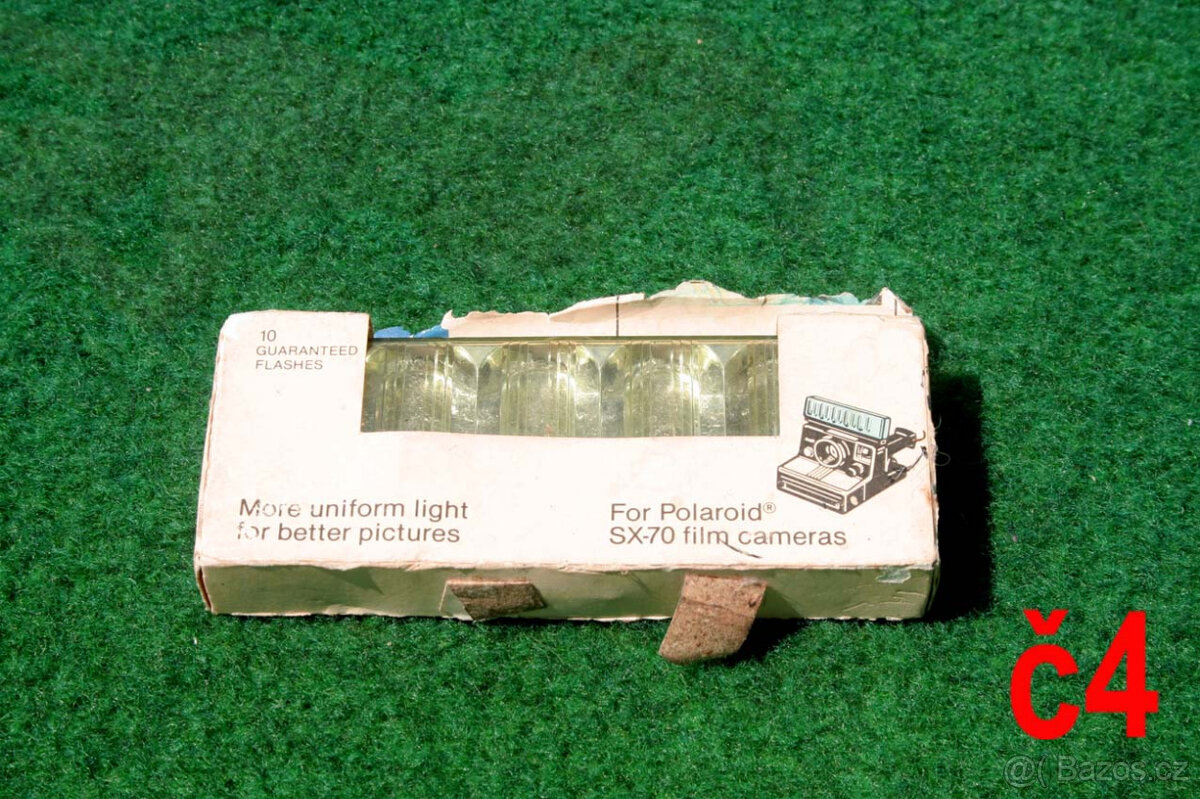 10
GUARANTEED
FLASHES
More uniform light
for better pictures
For Polaroid®
SX-70 film cameras
č4
@( Bazos.cz